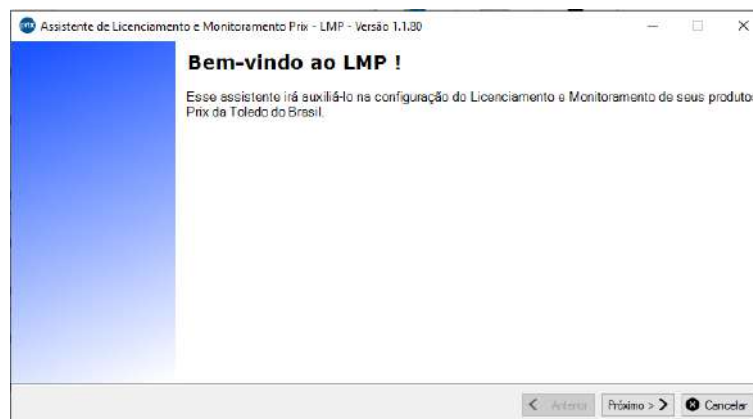 Assistente de Licenciamento e Monitoramento Prix - LMP - Versão 1.1.80
Bem-vindo ao LMP !
Esse assistente irá auxiliá-lo na configuração do Licenciamento e Monitoramento de seus produto
Prix da Toledo do Brasil.
< Anterior
Próximo > >
Cancelar